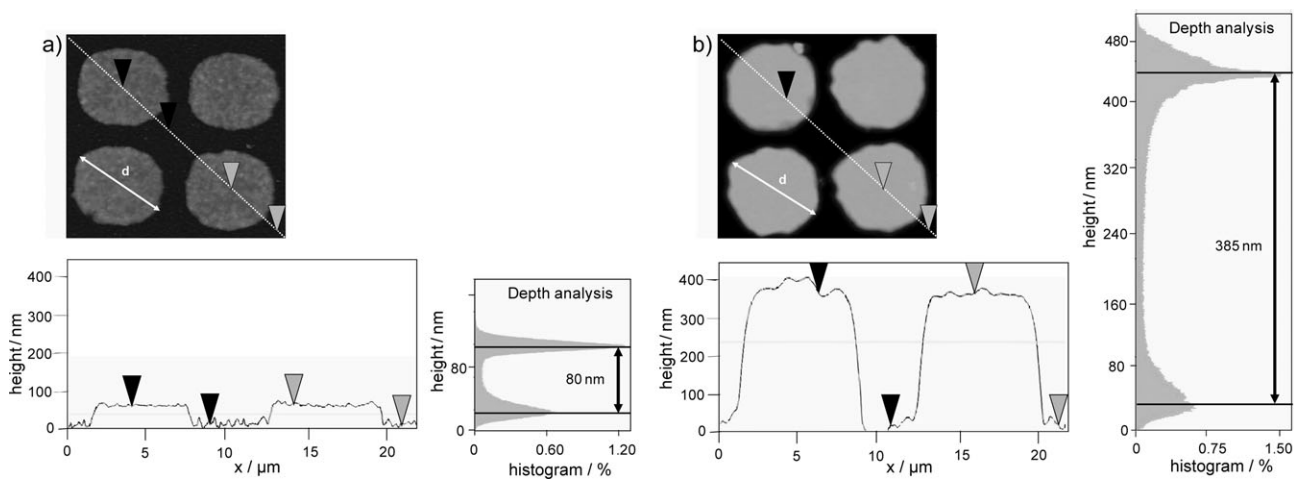 a)
d
height / nm
400
300
200
100
0
0 5 10 15 20
x / µm
Depth analysis
80
0
80 nm
0 0.60 1.20
histogram / %
b)
d
height / nm
400
300
200
100
0
0 5 10 15 20
x / µm
Depth analysis
height / nm
480
400
320
240
160
80
0
385 nm
0 0.75 1.50
histogram / %
height / nm